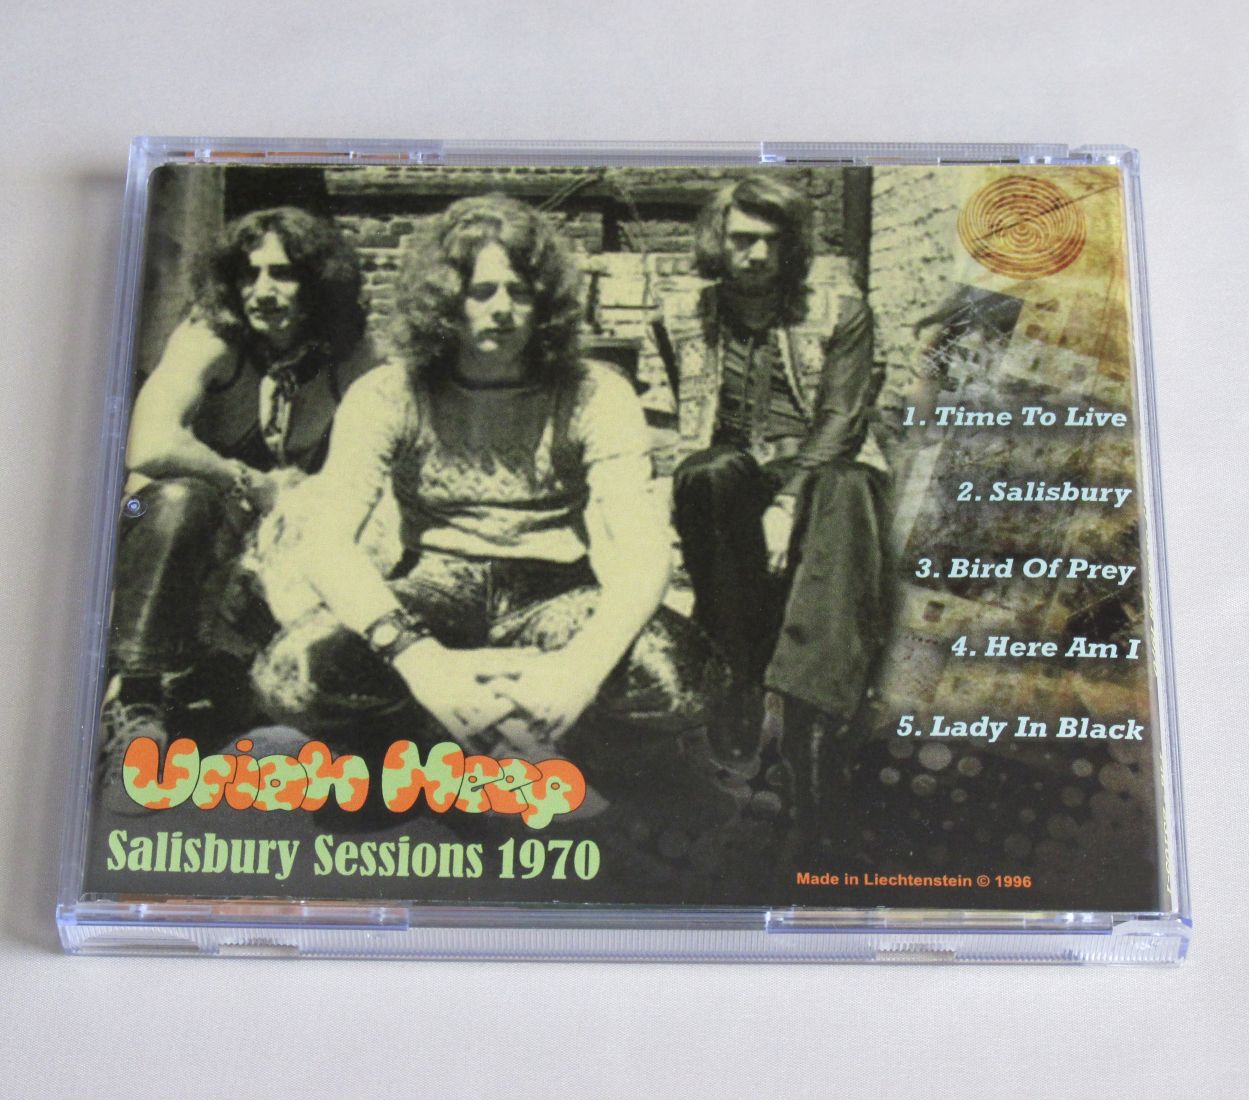 1. Time To Live
2. Salisbury
3. Bird Of Prey
4. Here Am I
5. Lady In Black
Uriah Heep
Salisbury Sessions 1970
Made in Liechtenstein © 1996